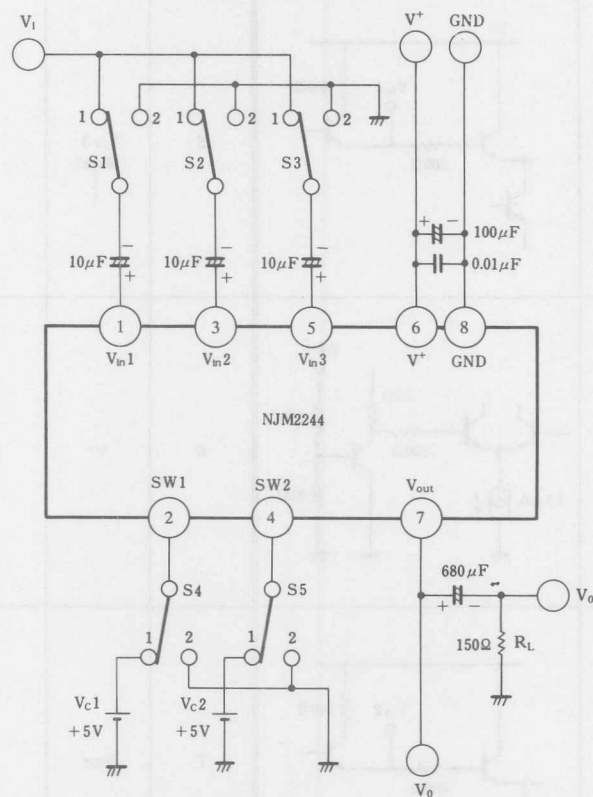 V⁺ GND
V₁
1 2 1 2 1 2
S1 S2 S3
+ − 100μF
0.01μF
− − −
10μF 10μF 10μF
+ + +
1 3 5 6 8
Vin1 Vin2 Vin3 V⁺ GND
NJM2244
SW1 SW2 Vout
2 4 7
680μF
S4 S5
+ − V₀
1 2 1 2
150Ω RL
VC1 VC2
+5V +5V
V₀